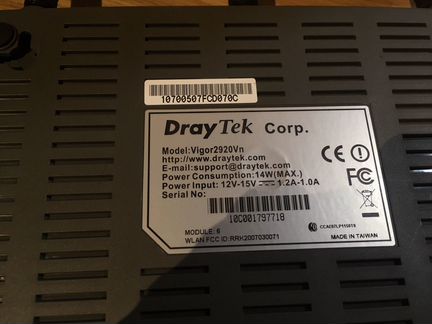 10700507FCD070C
DrayTek Corp.
Model:Vigor2920Vn
http://www.draytek.com
E-mail:support@draytek.com
Power Consumption:14W(MAX.)
Power Input: 12V-15V ⎓ 1.2A-1.0A
Serial No:
10C001797718
MODULE: 6
WLAN FCC ID:RRK2007030071
MADE IN TAIWAN
CE
FC